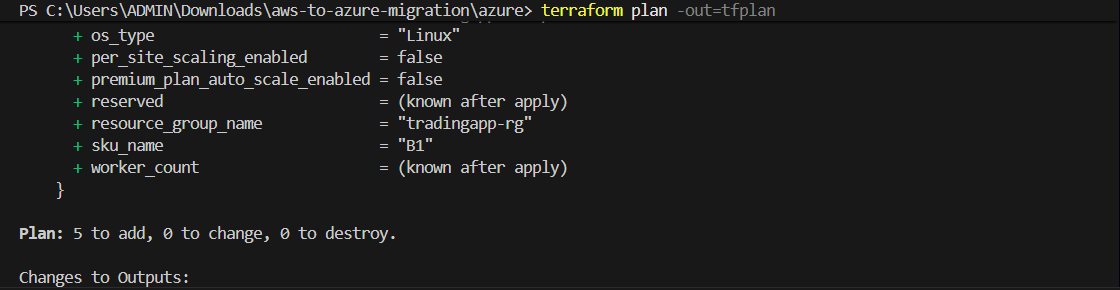 PS C:\Users\ADMIN\Downloads\aws-to-azure-migration\azure> terraform plan -out=tfplan
+ os_type = "Linux"
+ per_site_scaling_enabled = false
+ premium_plan_auto_scale_enabled = false
+ reserved = (known after apply)
+ resource_group_name = "tradingapp-rg"
+ sku_name = "B1"
+ worker_count = (known after apply)
}
Plan: 5 to add, 0 to change, 0 to destroy.
Changes to Outputs: